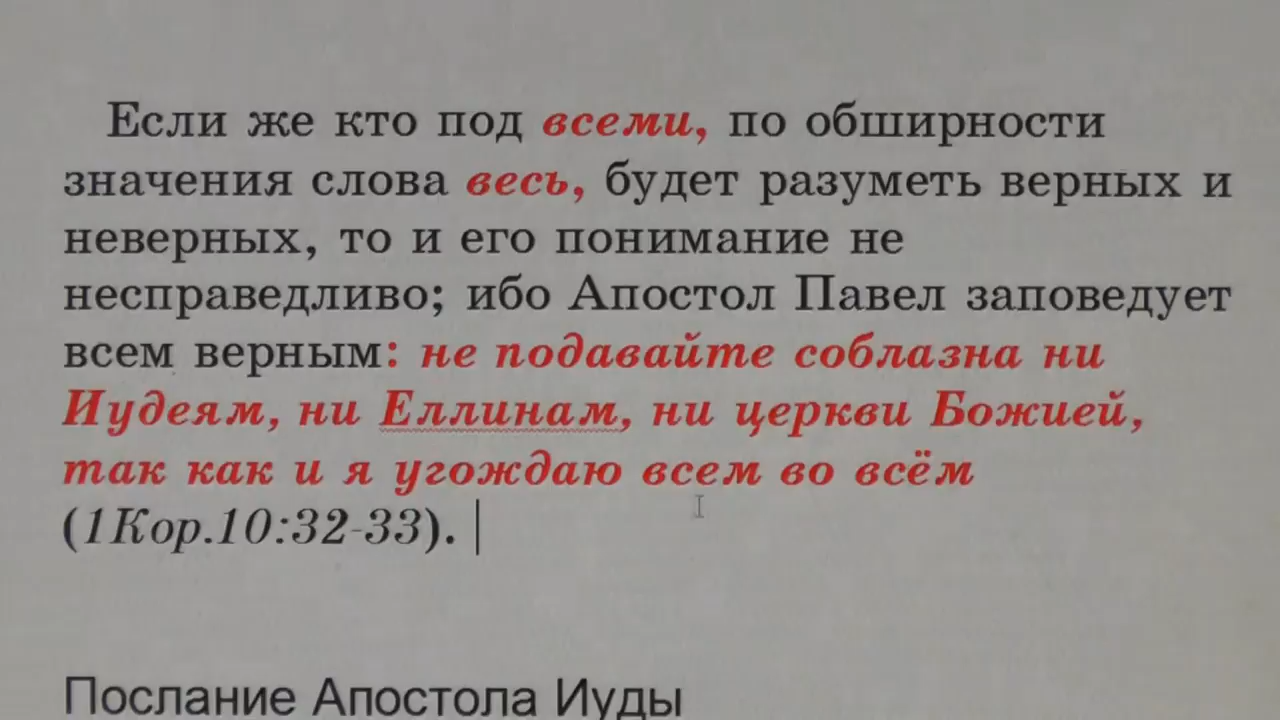 Если же кто под всеми, по обширности
значения слова весь, будет разуметь верных и
неверных, то и его понимание не
несправедливо; ибо Апостол Павел заповедует
всем верным: не подавайте соблазна ни
Иудеям, ни Еллинам, ни церкви Божией,
так как и я угождаю всем во всём
(1Кор.10:32-33).
Послание Апостола Иуды